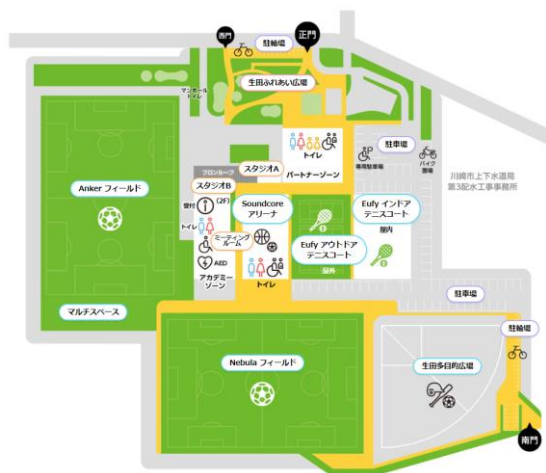 西門
駐輪場
正門
生田ふれあい広場
マンホール
トイレ
トイレ
パートナーゾーン
専用駐車場
駐車場
バイク
置場
川崎市上下水道局
第3配水工事事務所
フロンルーフ
スタジオA
スタジオB
Anker フィールド
受付
(2F)
トイレ
Soundcore
アリーナ
ミーティング
ルーム
AED
アカデミー
ゾーン
トイレ
Eufy アウトドア
テニスコート
屋外
Eufy インドア
テニスコート
屋内
マルチスペース
駐車場
駐輪場
Nebula フィールド
生田多目的広場
南門